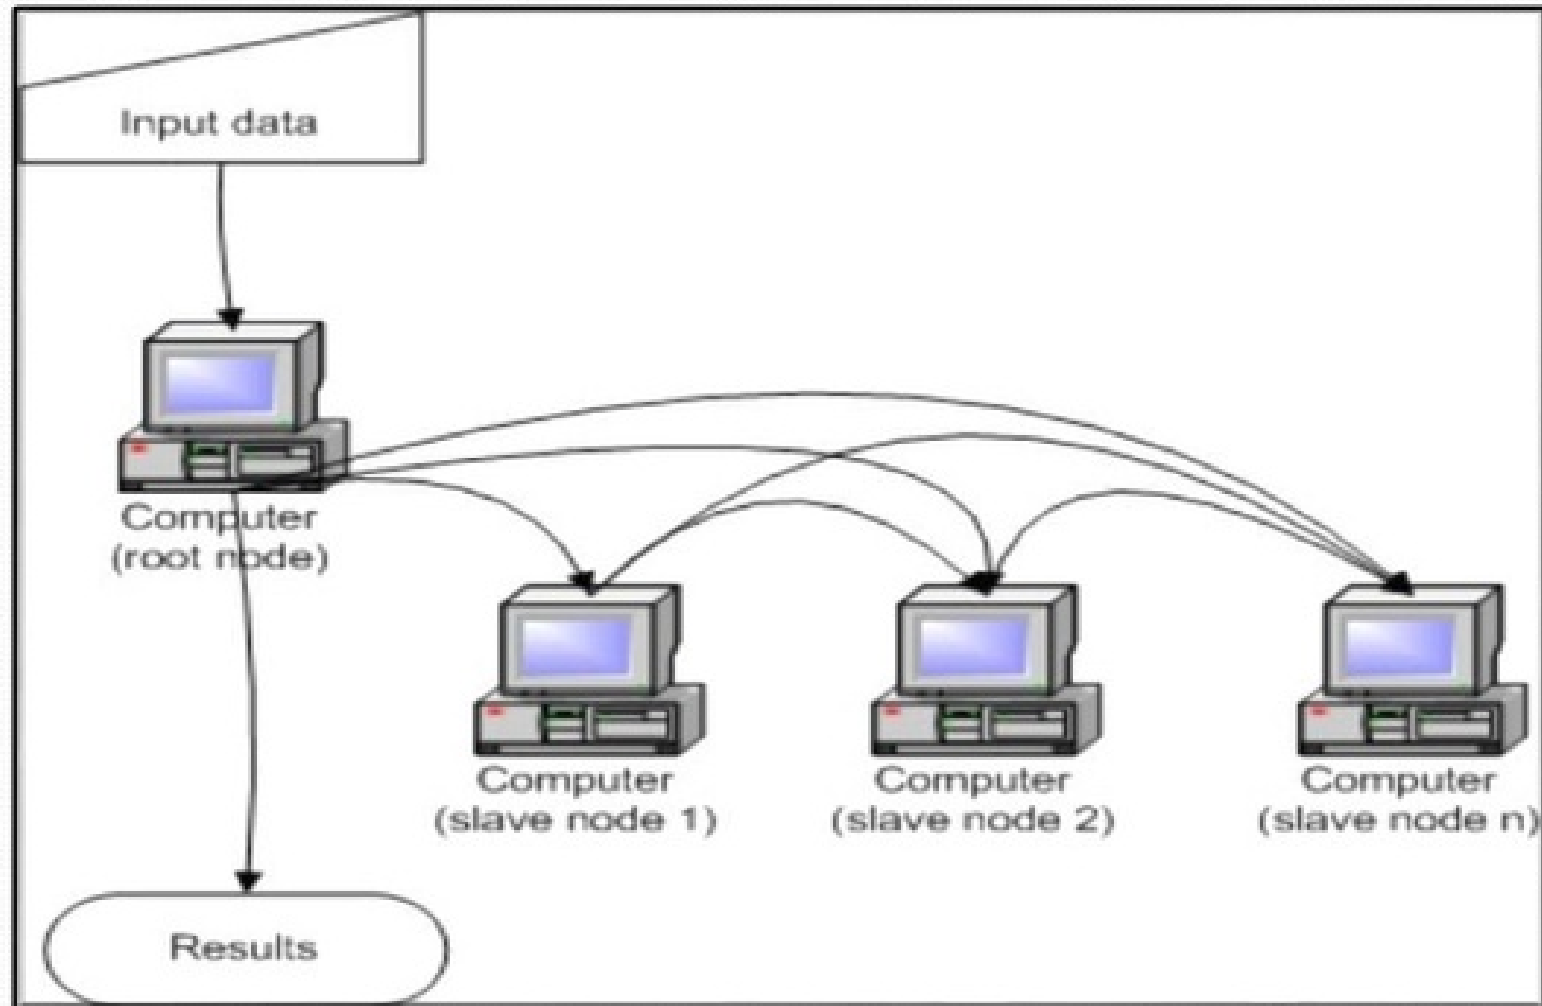 Input data
Computer
(root node)
Computer
(slave node 1)
Computer
(slave node 2)
Computer
(slave node n)
Results